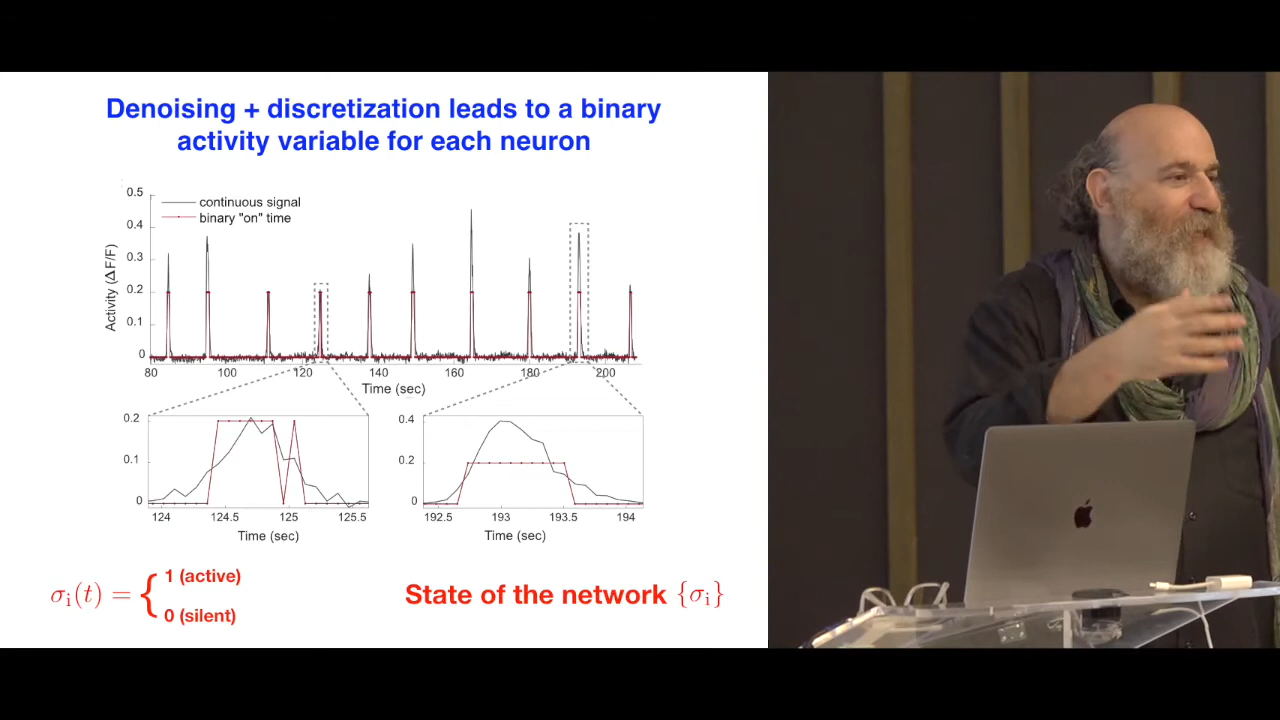 Denoising + discretization leads to a binary
activity variable for each neuron
continuous signal
binary "on" time
Activity (ΔF/F)
0.5
0.4
0.3
0.2
0.1
0
80 100 120 140 160 180 200
Time (sec)
0.2
0.1
0
124 124.5 125 125.5
Time (sec)
0.4
0.2
0
192.5 193 193.5 194
Time (sec)
σi(t) = { 1 (active)
0 (silent)
State of the network {σi}